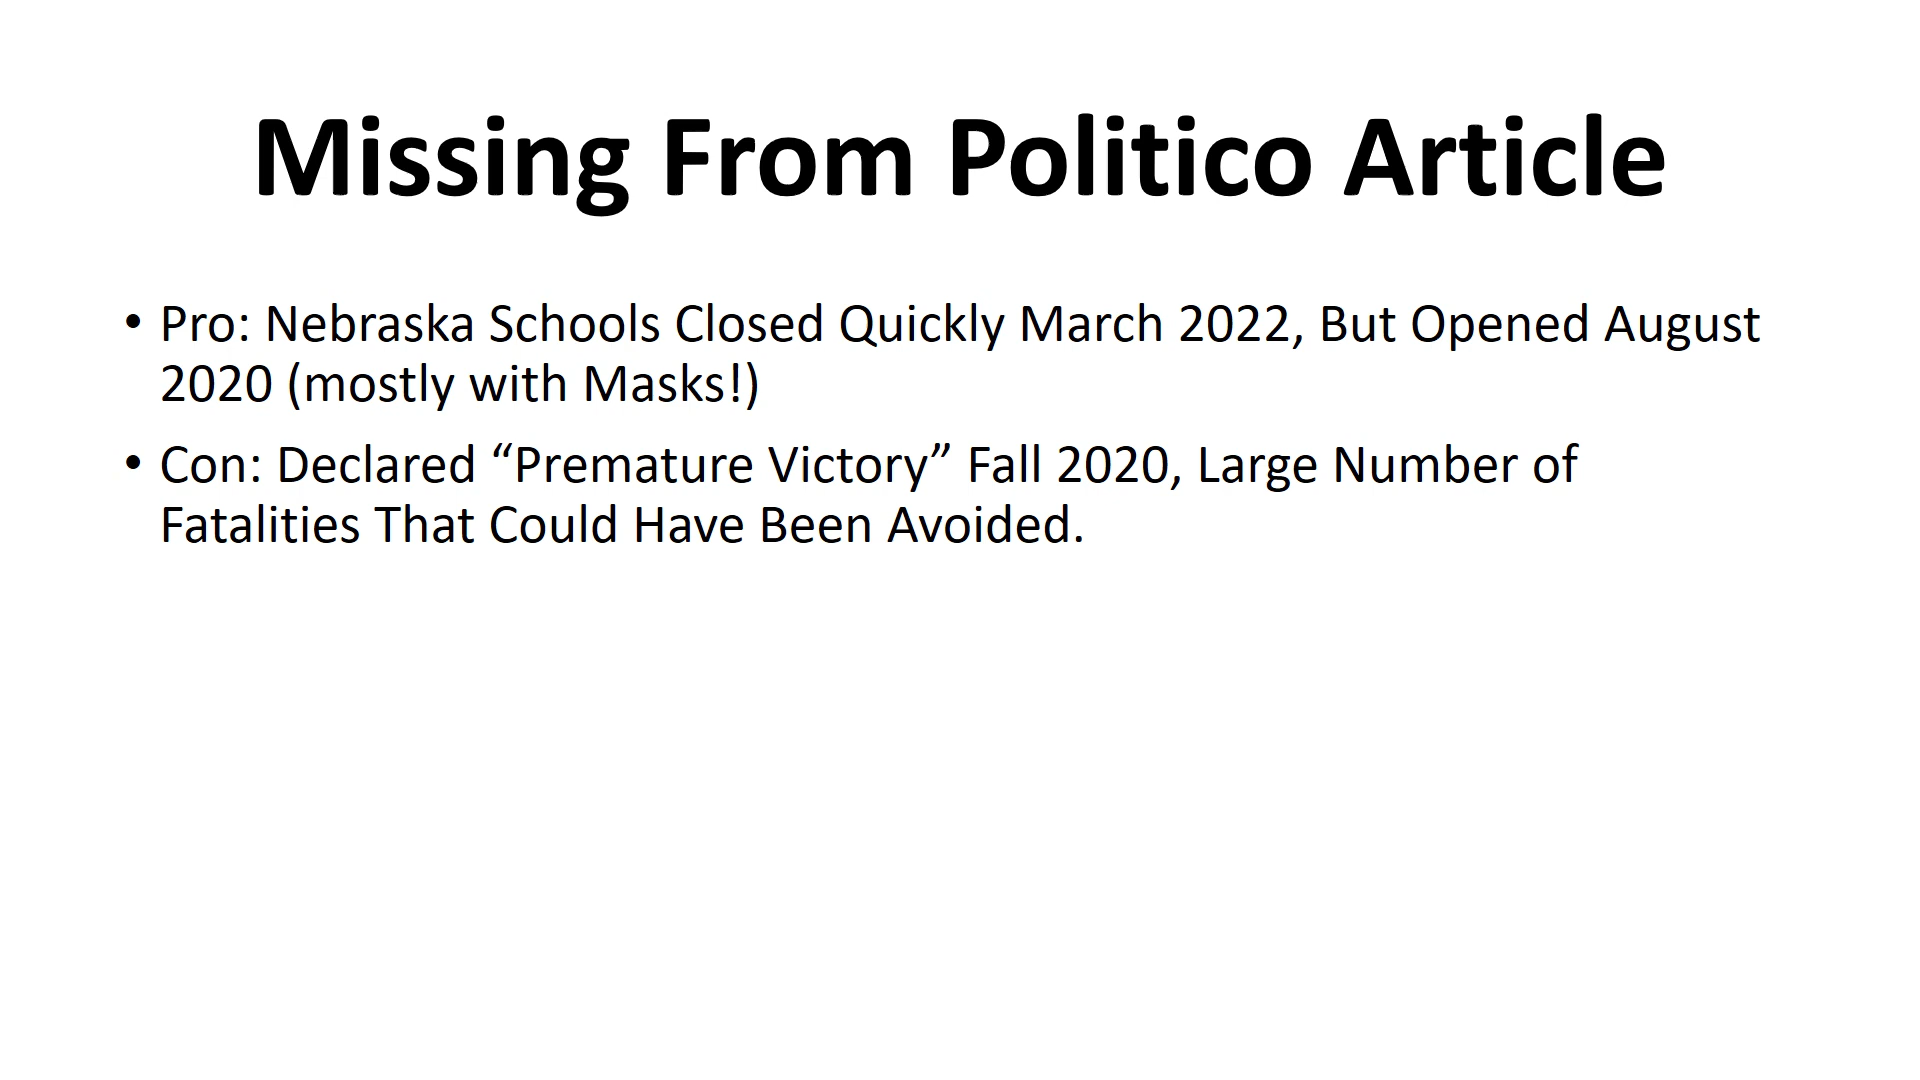 Missing From Politico Article
• Pro: Nebraska Schools Closed Quickly March 2022, But Opened August
2020 (mostly with Masks!)
• Con: Declared “Premature Victory” Fall 2020, Large Number of
Fatalities That Could Have Been Avoided.